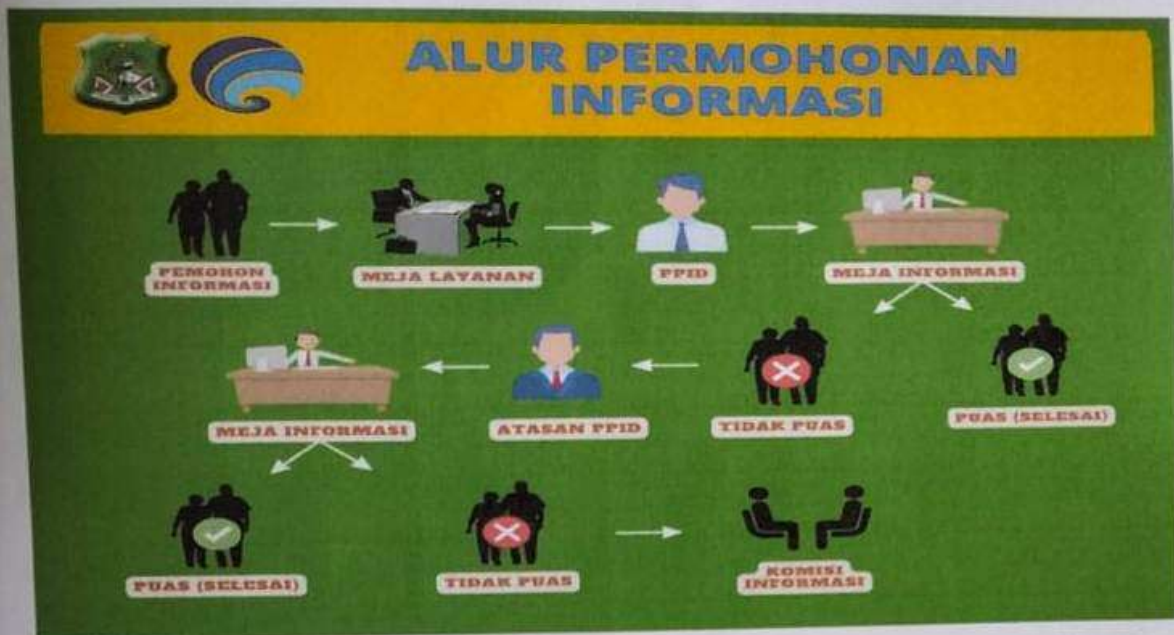 ALUR PERMOHONAN
INFORMASI
PEMOHON
INFORMASI
MEJA LAYANAN
PPID
MEJA INFORMASI
MEJA INFORMASI
ATASAN PPID
TIDAK PUAS
PUAS (SELESAI)
PUAS (SELESAI)
TIDAK PUAS
KOMISI
INFORMASI